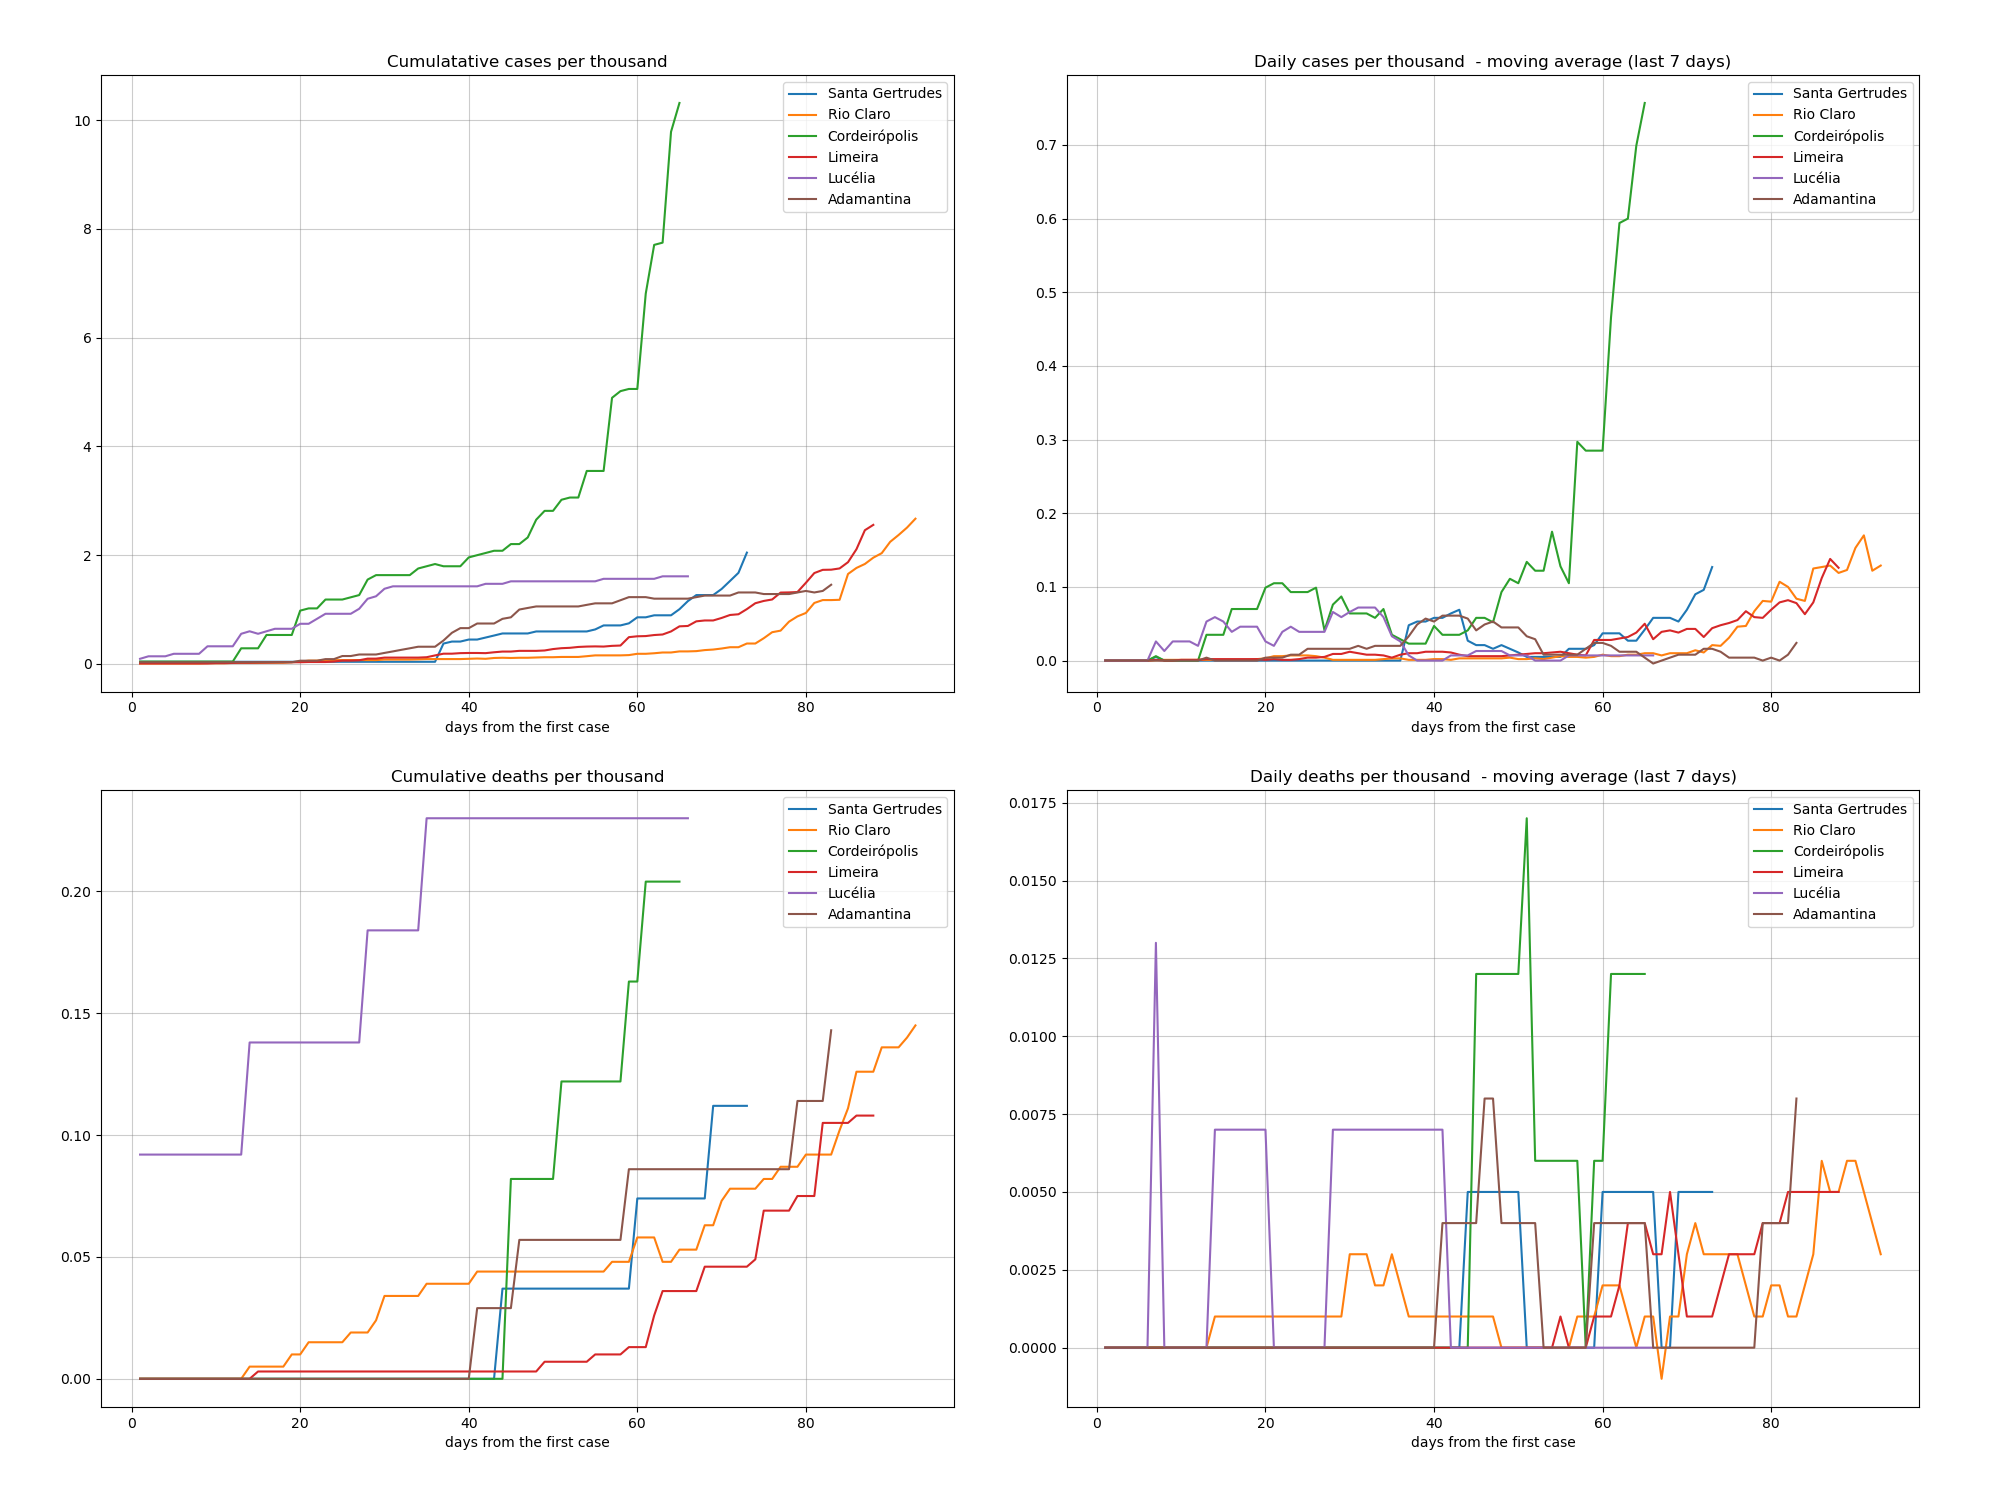 Cumulatative cases per thousand
10
8
6
4
2
0
0 20 40 60 80
days from the first case
Santa Gertrudes
Rio Claro
Cordeirópolis
Limeira
Lucélia
Adamantina
Daily cases per thousand - moving average (last 7 days)
0.7
0.6
0.5
0.4
0.3
0.2
0.1
0.0
0 20 40 60 80
days from the first case
Santa Gertrudes
Rio Claro
Cordeirópolis
Limeira
Lucélia
Adamantina
Cumulative deaths per thousand
0.20
0.15
0.10
0.05
0.00
0 20 40 60 80
days from the first case
Santa Gertrudes
Rio Claro
Cordeirópolis
Limeira
Lucélia
Adamantina
Daily deaths per thousand - moving average (last 7 days)
0.0175
0.0150
0.0125
0.0100
0.0075
0.0050
0.0025
0.0000
0 20 40 60 80
days from the first case
Santa Gertrudes
Rio Claro
Cordeirópolis
Limeira
Lucélia
Adamantina